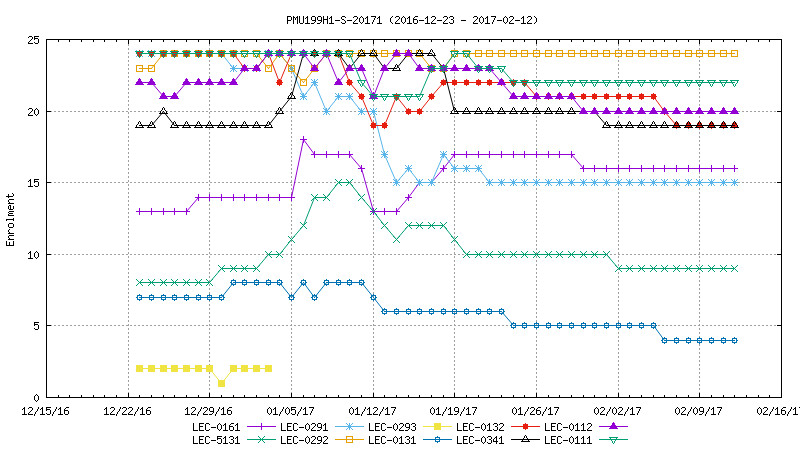 PMU199H1-S-20171 (2016-12-23 - 2017-02-12)
25
20
15
10
5
0
Enrolment
12/15/16 12/22/16 12/29/16 01/05/17 01/12/17 01/19/17 01/26/17 02/02/17 02/09/17 02/16/17
LEC-0161 LEC-0291 LEC-0293 LEC-0132 LEC-0112
LEC-5131 LEC-0292 LEC-0131 LEC-0341 LEC-0111